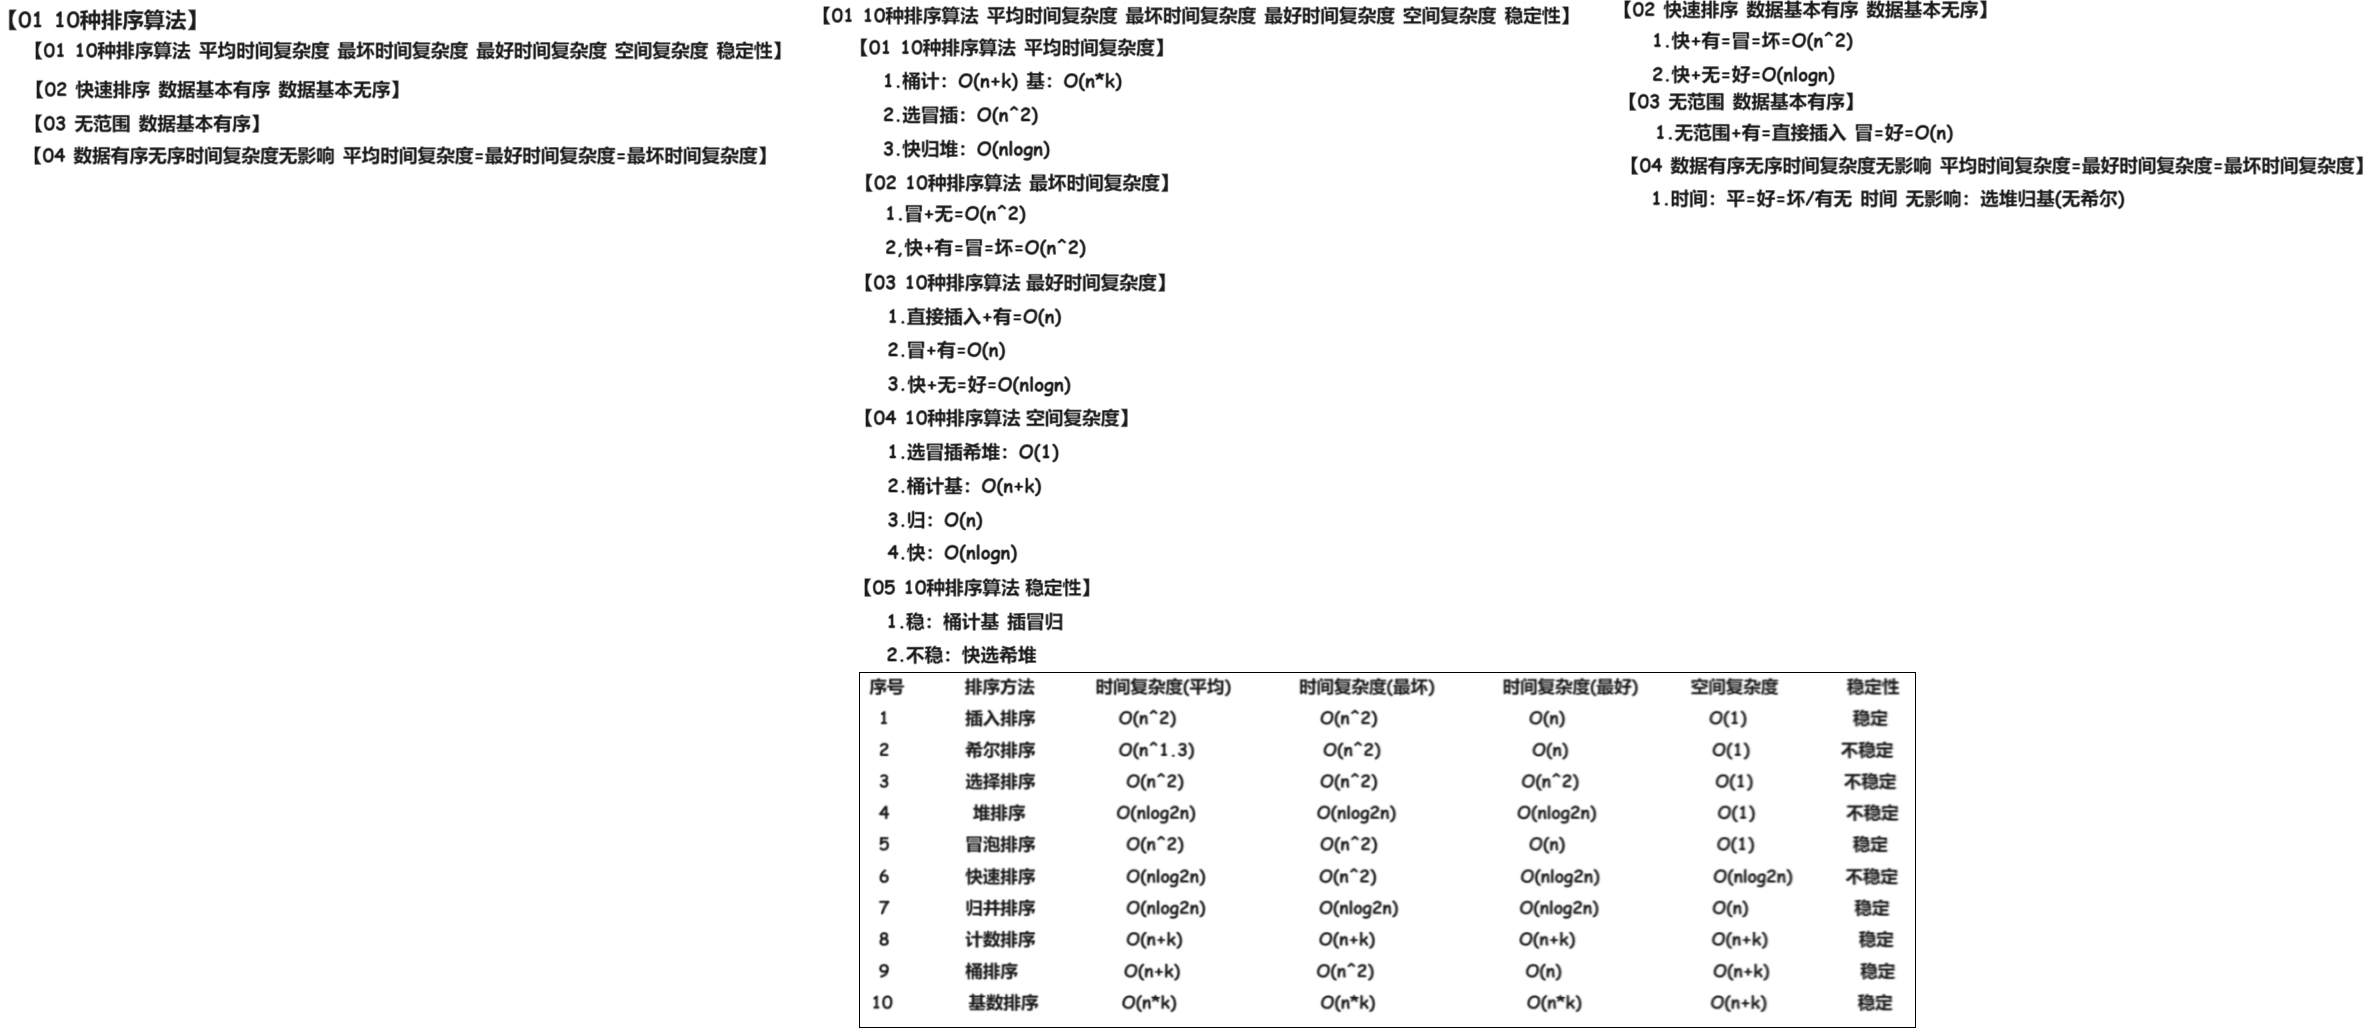 【01 10种排序算法】
【01 10种排序算法 平均时间复杂度 最坏时间复杂度 最好时间复杂度 空间复杂度 稳定性】
【02 快速排序 数据基本有序 数据基本无序】
【03 无范围 数据基本有序】
【04 数据有序无序时间复杂度无影响 平均时间复杂度=最好时间复杂度=最坏时间复杂度】
【01 10种排序算法 平均时间复杂度 最坏时间复杂度 最好时间复杂度 空间复杂度 稳定性】
【01 10种排序算法 平均时间复杂度】
1.桶计：O(n+k) 基：O(n*k)
2.选冒插：O(n^2)
3.快归堆：O(nlogn)
【02 10种排序算法 最坏时间复杂度】
1.冒+无=O(n^2)
2,快+有=冒=坏=O(n^2)
【03 10种排序算法 最好时间复杂度】
1.直接插入+有=O(n)
2.冒+有=O(n)
3.快+无=好=O(nlogn)
【04 10种排序算法 空间复杂度】
1.选冒插希堆：O(1)
2.桶计基：O(n+k)
3.归：O(n)
4.快：O(nlogn)
【05 10种排序算法 稳定性】
1.稳：桶计基 插冒归
2.不稳：快选希堆
序号 排序方法 时间复杂度(平均) 时间复杂度(最坏) 时间复杂度(最好) 空间复杂度 稳定性
1 插入排序 O(n^2) O(n^2) O(n) O(1) 稳定
2 希尔排序 O(n^1.3) O(n^2) O(n) O(1) 不稳定
3 选择排序 O(n^2) O(n^2) O(n^2) O(1) 不稳定
4 堆排序 O(nlog2n) O(nlog2n) O(nlog2n) O(1) 不稳定
5 冒泡排序 O(n^2) O(n^2) O(n) O(1) 稳定
6 快速排序 O(nlog2n) O(n^2) O(nlog2n) O(nlog2n) 不稳定
7 归并排序 O(nlog2n) O(nlog2n) O(nlog2n) O(n) 稳定
8 计数排序 O(n+k) O(n+k) O(n+k) O(n+k) 稳定
9 桶排序 O(n+k) O(n^2) O(n) O(n+k) 稳定
10 基数排序 O(n*k) O(n*k) O(n*k) O(n+k) 稳定
【02 快速排序 数据基本有序 数据基本无序】
1.快+有=冒=坏=O(n^2)
2.快+无=好=O(nlogn)
【03 无范围 数据基本有序】
1.无范围+有=直接插入 冒=好=O(n)
【04 数据有序无序时间复杂度无影响 平均时间复杂度=最好时间复杂度=最坏时间复杂度】
1.时间：平=好=坏/有无 时间 无影响：选堆归基(无希尔)